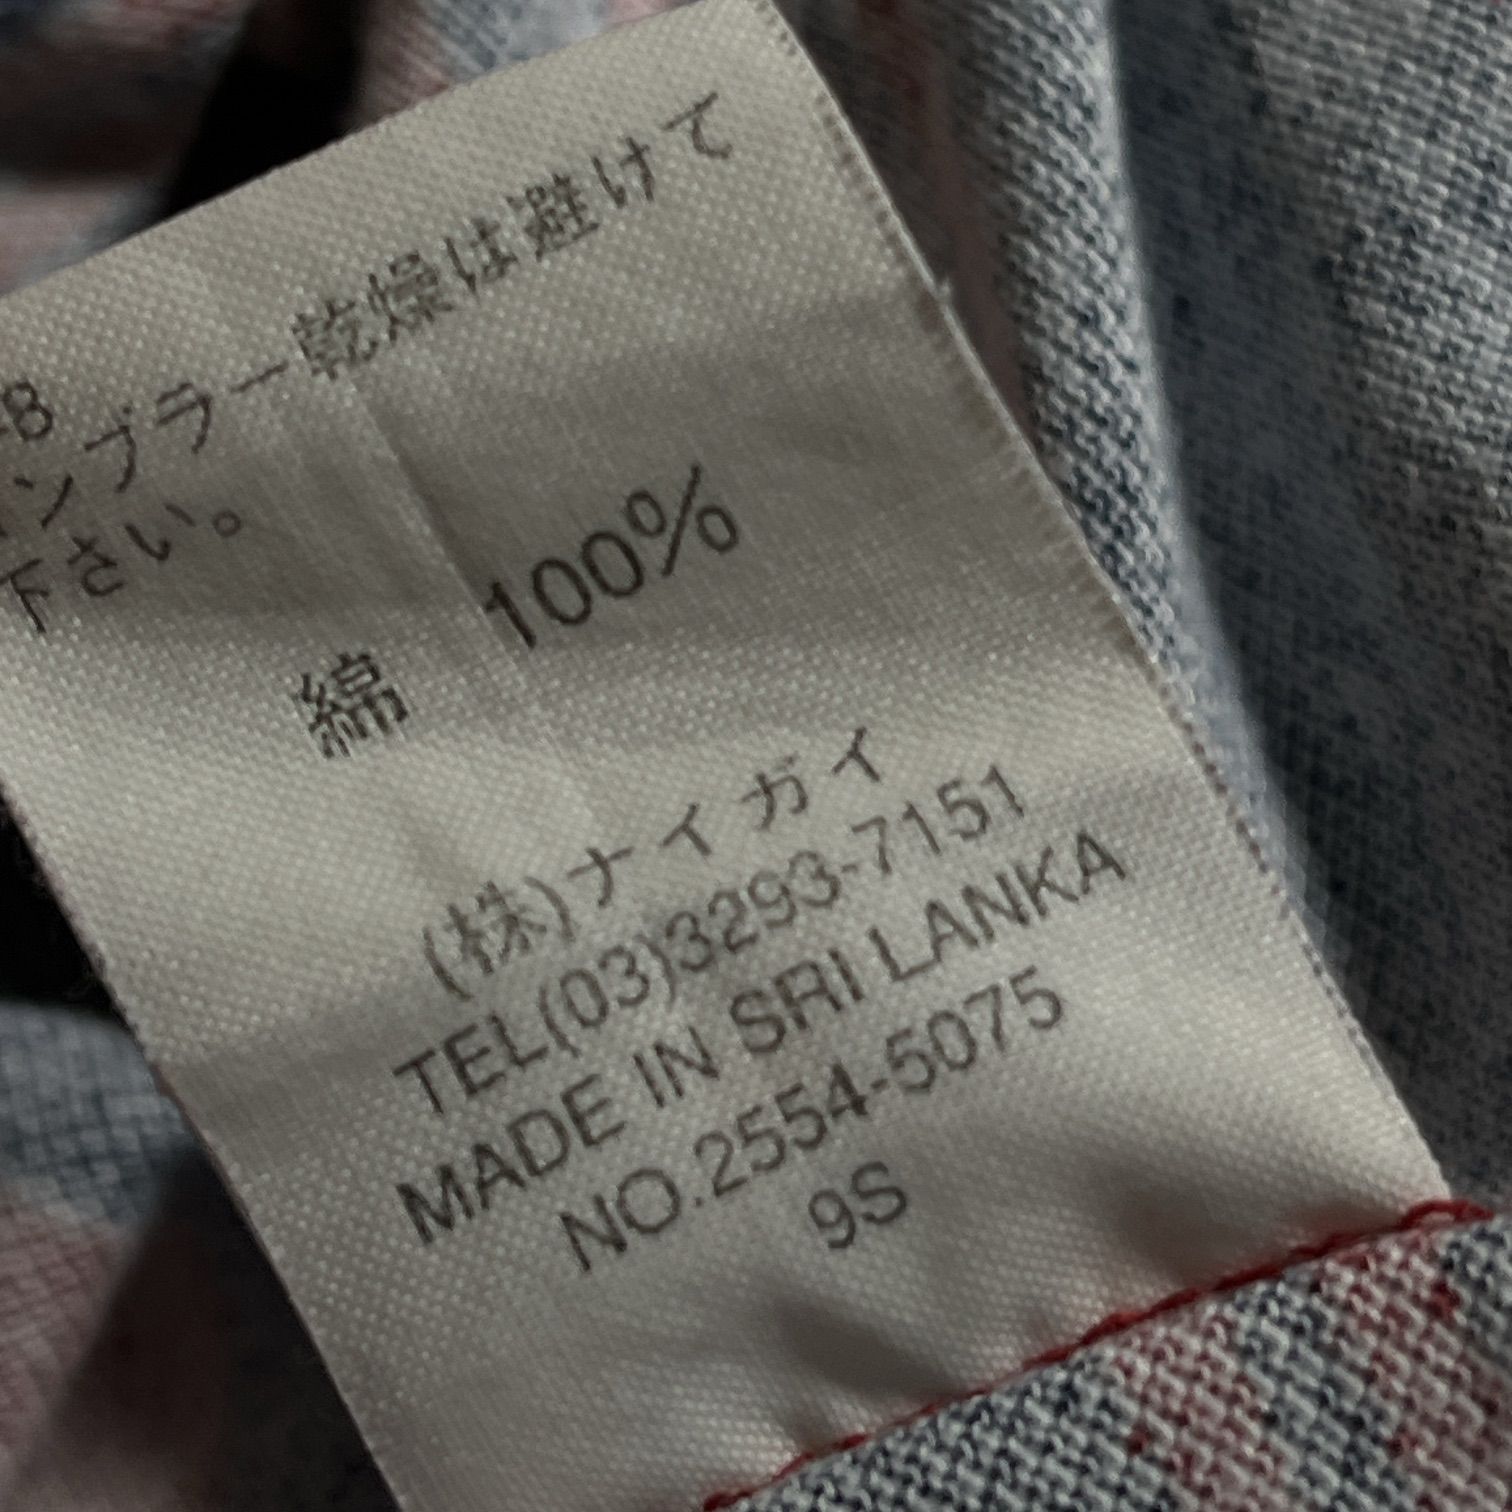 -B
ンブラー乾燥は避けて
下さい。
綿 100%
(株)ナイガイ
TEL(03)3293-7151
MADE IN SRI LANKA
NO.2554-5075
9S